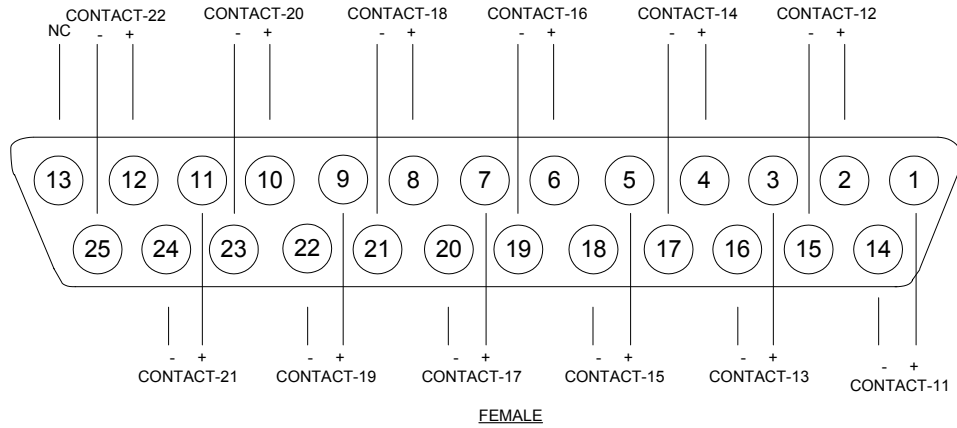 CONTACT-22 CONTACT-20 CONTACT-18 CONTACT-16 CONTACT-14 CONTACT-12
NC - + - + - + - + - + - +
13 12 11 10 9 8 7 6 5 4 3 2 1
25 24 23 22 21 20 19 18 17 16 15 14
- + - + - + - + - + - +
CONTACT-21 CONTACT-19 CONTACT-17 CONTACT-15 CONTACT-13 CONTACT-11
FEMALE